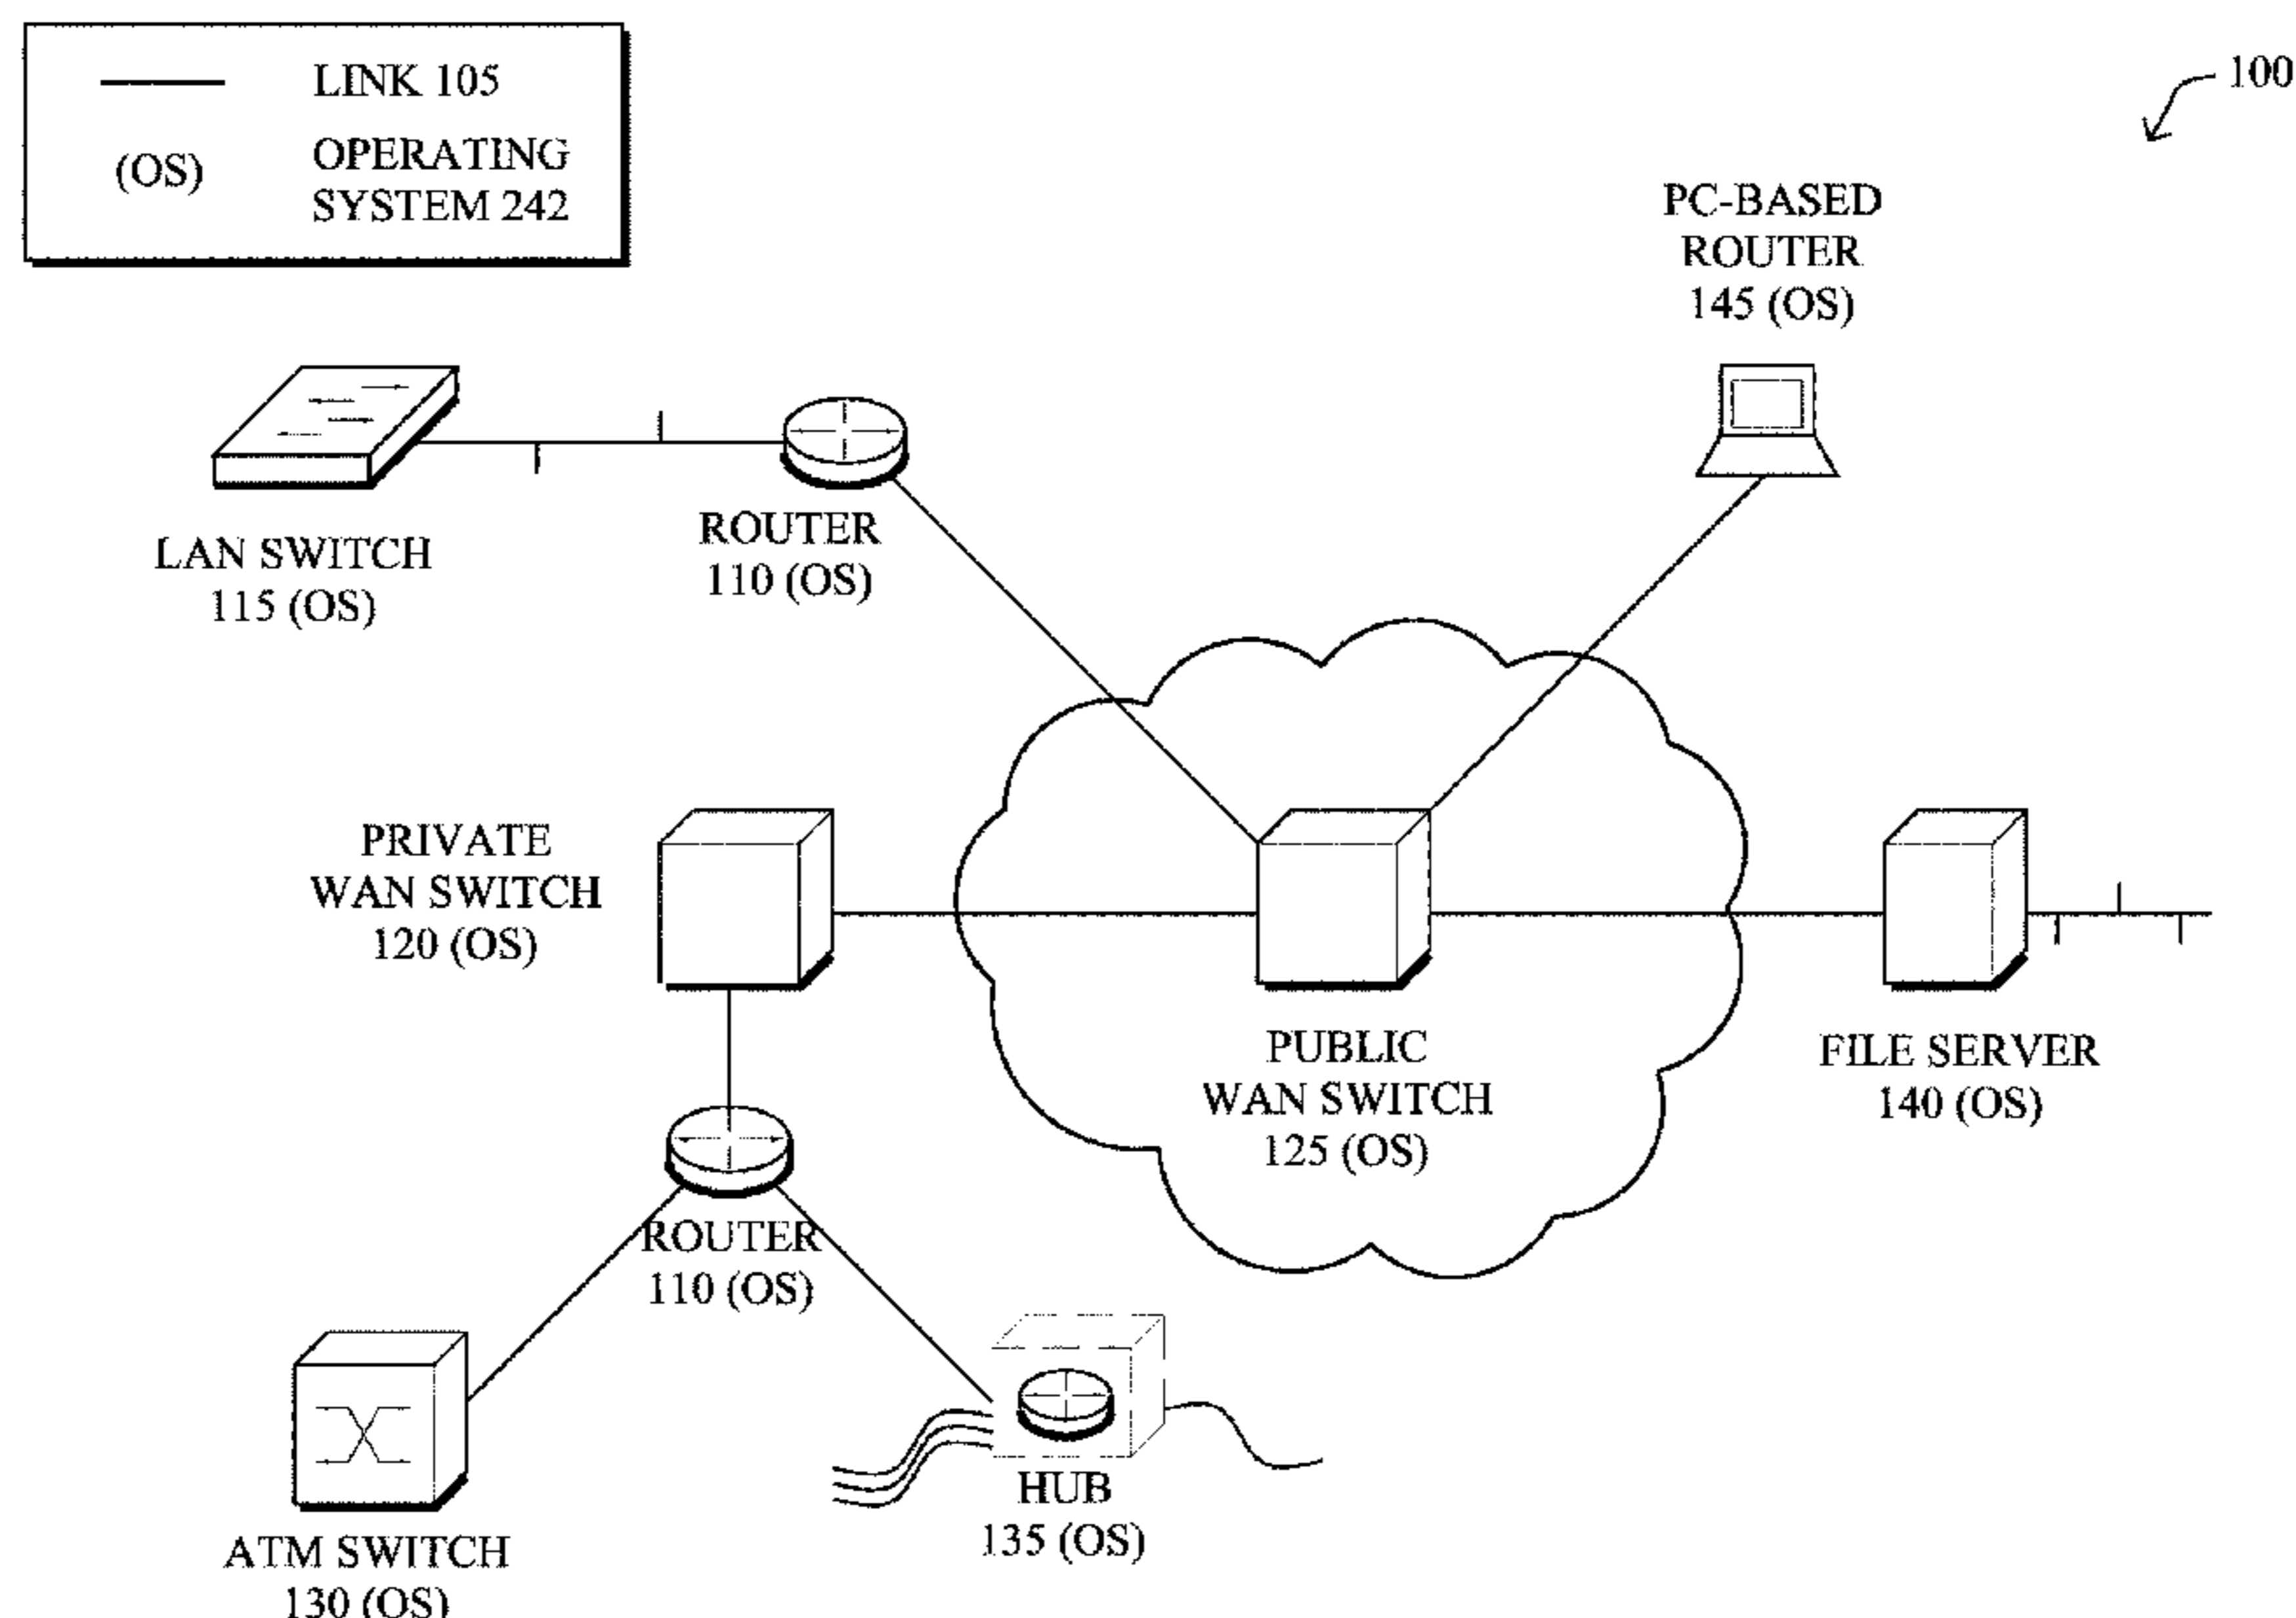 LINK 105
(OS) OPERATING
SYSTEM 242
100
PC-BASED
ROUTER
145 (OS)
LAN SWITCH
115 (OS)
ROUTER
110 (OS)
PRIVATE
WAN SWITCH
120 (OS)
PUBLIC
WAN SWITCH
125 (OS)
FILE SERVER
140 (OS)
ROUTER
110 (OS)
HUB
135 (OS)
ATM SWITCH
130 (OS)